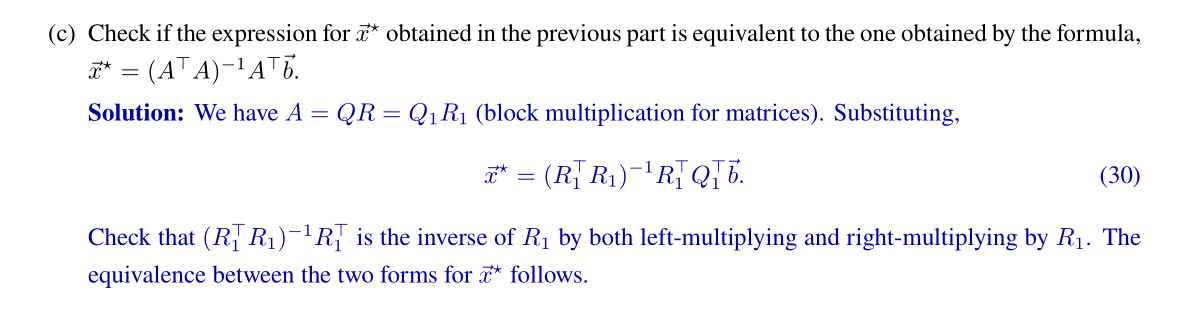 (c) Check if the expression for $\vec{x}^\star$ obtained in the previous part is equivalent to the one obtained by the formula,
$\vec{x}^\star = (A^\top A)^{-1} A^\top \vec{b}$.
Solution: We have $A = QR = Q_1 R_1$ (block multiplication for matrices). Substituting,
$\vec{x}^\star = (R_1^\top R_1)^{-1} R_1^\top Q_1^\top \vec{b}$. (30)
Check that $(R_1^\top R_1)^{-1} R_1^\top$ is the inverse of $R_1$ by both left-multiplying and right-multiplying by $R_1$. The
equivalence between the two forms for $\vec{x}^\star$ follows.